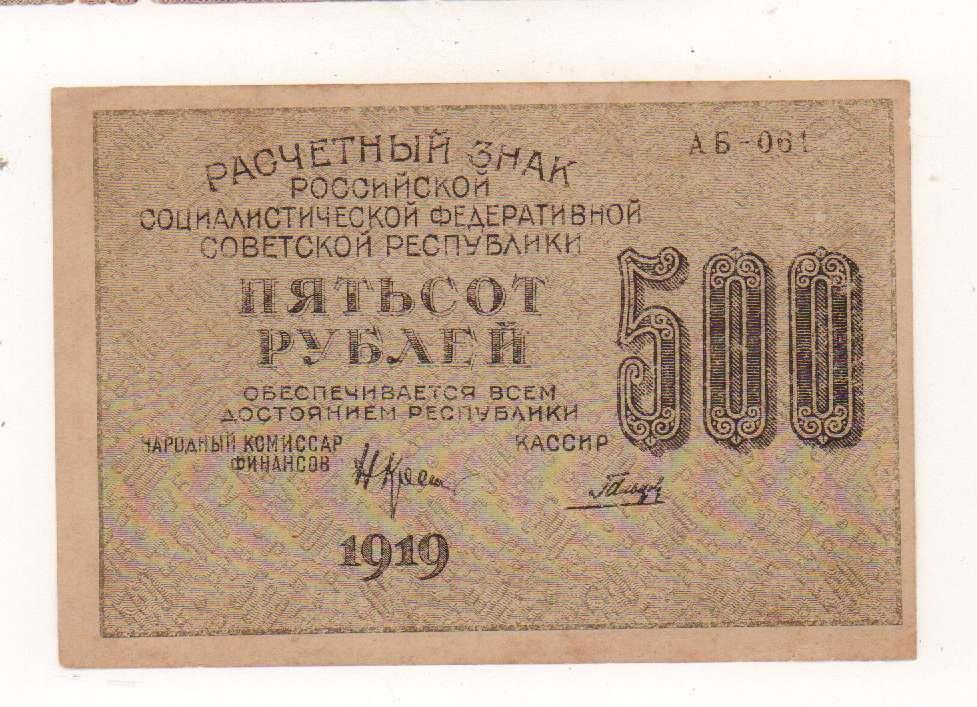 АБ-061
РАСЧЕТНЫЙ ЗНАК
РОССИЙСКОЙ
СОЦИАЛИСТИЧЕСКОЙ ФЕДЕРАТИВНОЙ
СОВЕТСКОЙ РЕСПУБЛИКИ
ПЯТЬСОТ
РУБЛЕЙ
500
ОБЕСПЕЧИВАЕТСЯ ВСЕМ
ДОСТОЯНИЕМ РЕСПУБЛИКИ
НАРОДНЫЙ КОМИССАР
ФИНАНСОВ
КАССИР
1919